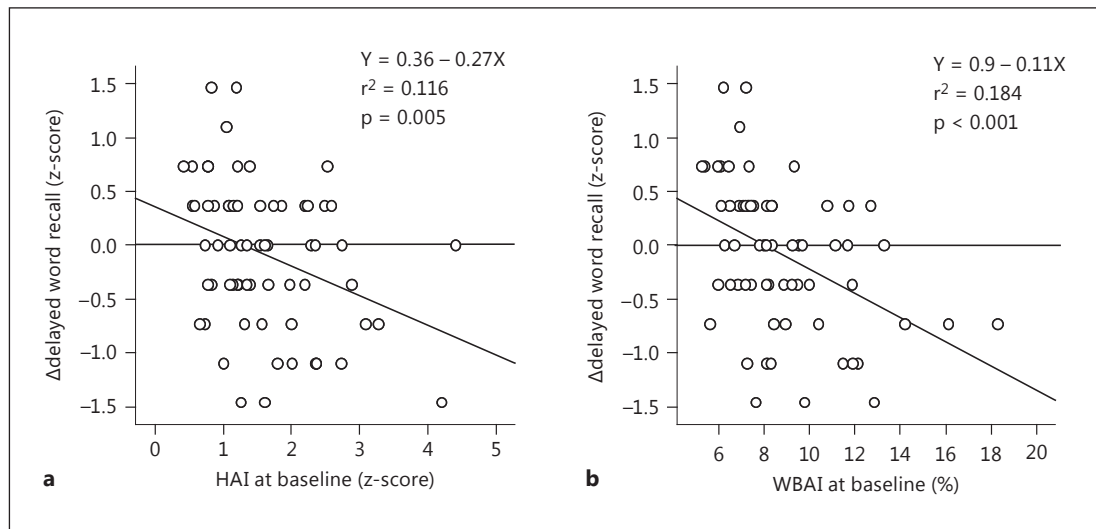 Y = 0.36 – 0.27X
r² = 0.116
p = 0.005
Δdelayed word recall (z-score)
1.5
1.0
0.5
0.0
–0.5
–1.0
–1.5
0 1 2 3 4 5
HAI at baseline (z-score)
a
Y = 0.9 – 0.11X
r² = 0.184
p < 0.001
Δdelayed word recall (z-score)
1.5
1.0
0.5
0.0
–0.5
–1.0
–1.5
6 8 10 12 14 16 18 20
WBAI at baseline (%)
b